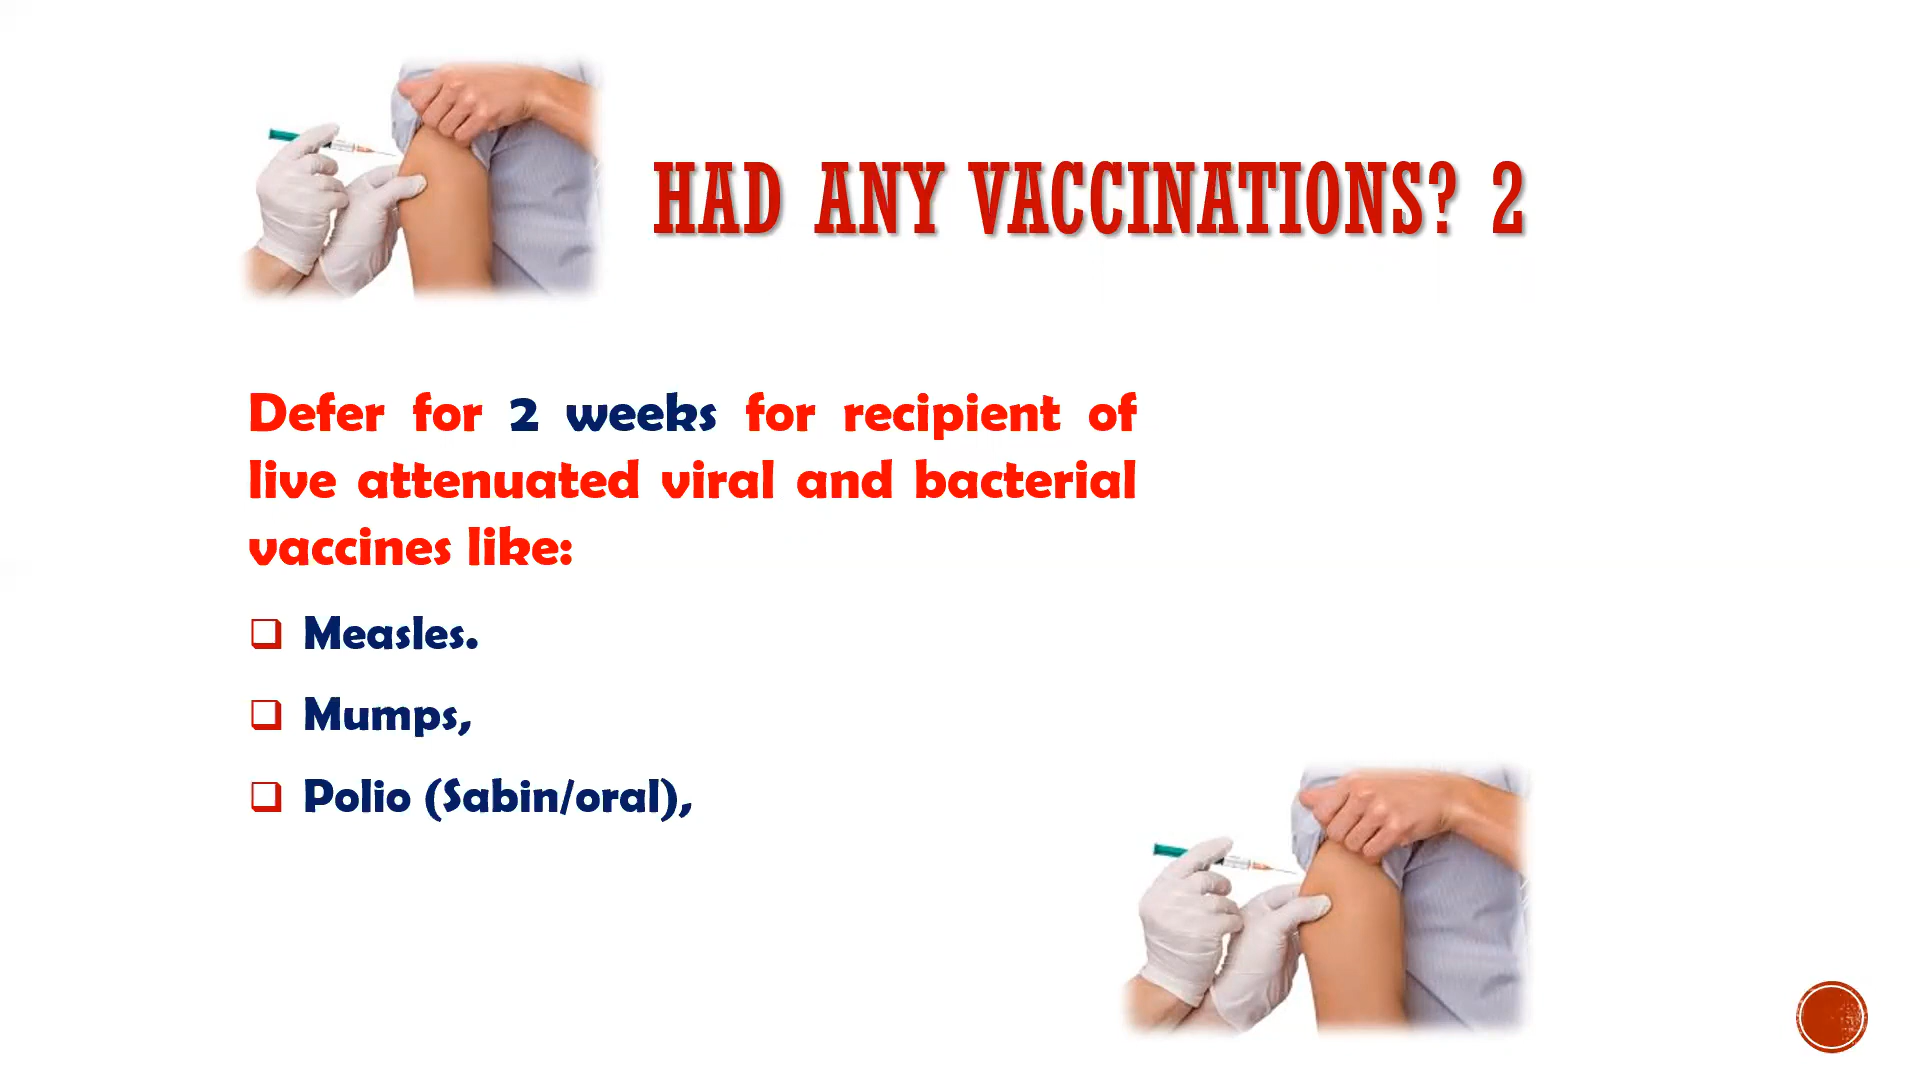 HAD ANY VACCINATIONS? 2
Defer for 2 weeks for recipient of
live attenuated viral and bacterial
vaccines like:
Measles.
Mumps,
Polio (Sabin/oral),